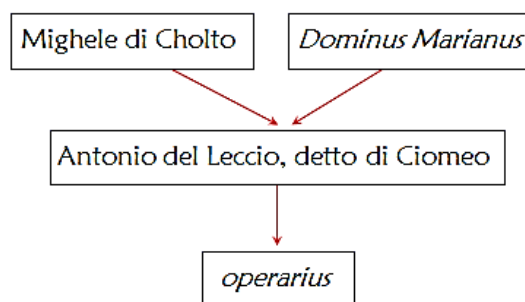 Mighele di Cholto
Dominus Marianus
Antonio del Leccio, detto di Ciomeo
operarius